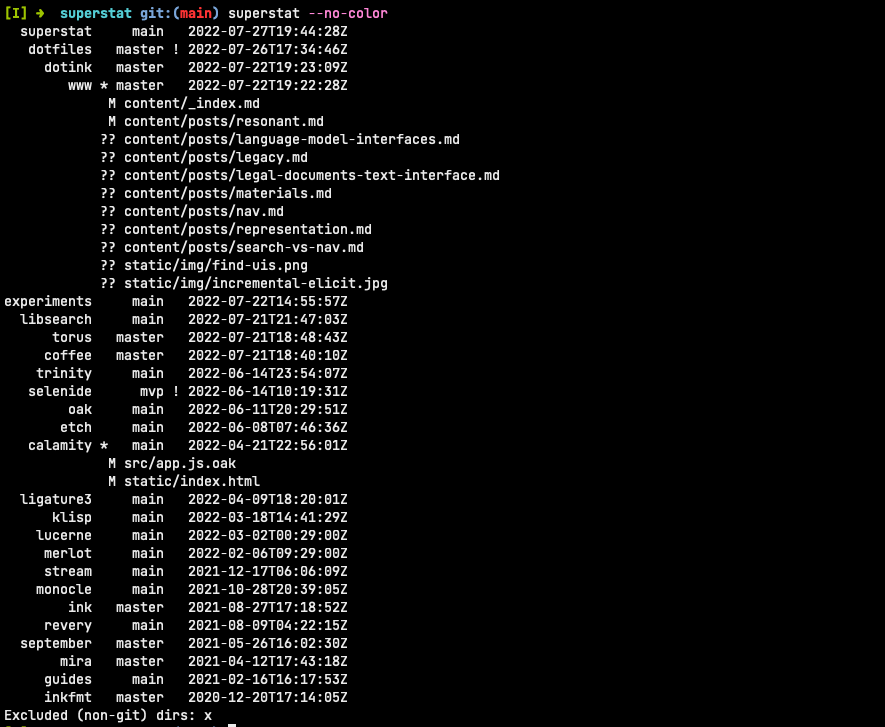 [I] ➜  superstat git:(main) superstat --no-color
  superstat     main   2022-07-27T19:44:28Z
   dotfiles   master ! 2022-07-26T17:34:46Z
     dotink   master   2022-07-22T19:23:09Z
        www * master   2022-07-22T19:22:28Z
             M content/_index.md
             M content/posts/resonant.md
            ?? content/posts/language-model-interfaces.md
            ?? content/posts/legacy.md
            ?? content/posts/legal-documents-text-interface.md
            ?? content/posts/materials.md
            ?? content/posts/nav.md
            ?? content/posts/representation.md
            ?? content/posts/search-vs-nav.md
            ?? static/img/find-uis.png
            ?? static/img/incremental-elicit.jpg
experiments     main   2022-07-22T14:55:57Z
  libsearch     main   2022-07-21T21:47:03Z
      torus   master   2022-07-21T18:48:43Z
     coffee   master   2022-07-21T18:40:10Z
    trinity     main   2022-06-14T23:54:07Z
   selenide      mvp ! 2022-06-14T10:19:31Z
        oak     main   2022-06-11T20:29:51Z
       etch     main   2022-06-08T07:46:36Z
   calamity *   main   2022-04-21T22:56:01Z
             M src/app.js.oak
             M static/index.html
  ligature3     main   2022-04-09T18:20:01Z
      klisp     main   2022-03-18T14:41:29Z
    lucerne     main   2022-03-02T00:29:00Z
     merlot     main   2022-02-06T09:29:00Z
     stream     main   2021-12-17T06:06:09Z
    monocle     main   2021-10-28T20:39:05Z
        ink   master   2021-08-27T17:18:52Z
     revery     main   2021-08-09T04:22:15Z
  september   master   2021-05-26T16:02:30Z
       mira   master   2021-04-12T17:43:18Z
     guides     main   2021-02-16T16:17:53Z
     inkfmt   master   2020-12-20T17:14:05Z
Excluded (non-git) dirs: x